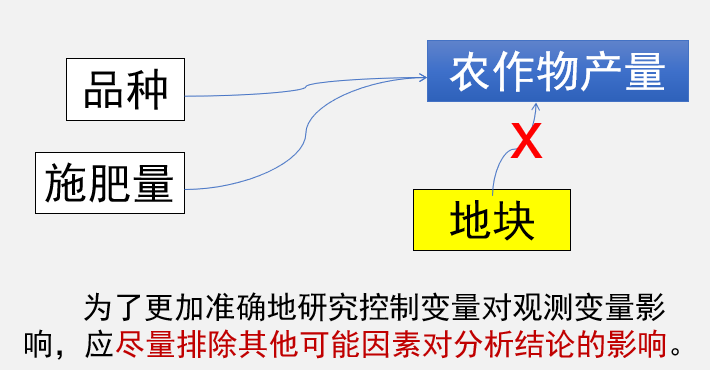 品种
农作物产量
施肥量
X
地块
为了更加准确地研究控制变量对观测变量影
响，应尽量排除其他可能因素对分析结论的影响。